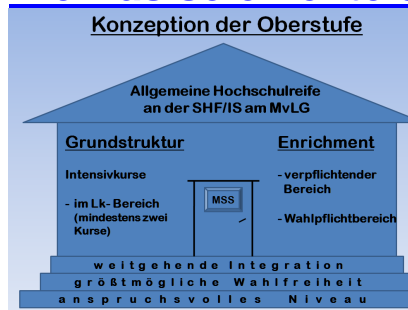 Konzeption der Oberstufe
Allgemeine Hochschulreife
an der SHF/IS am MvLG
Grundstruktur
Intensivkurse
- im Lk- Bereich
(mindestens zwei
Kurse)
MSS
Enrichment
- verpflichtender
Bereich
- Wahlpflichtbereich
weitgehende Integration
größtmögliche Wahlfreiheit
anspruchsvolles Niveau